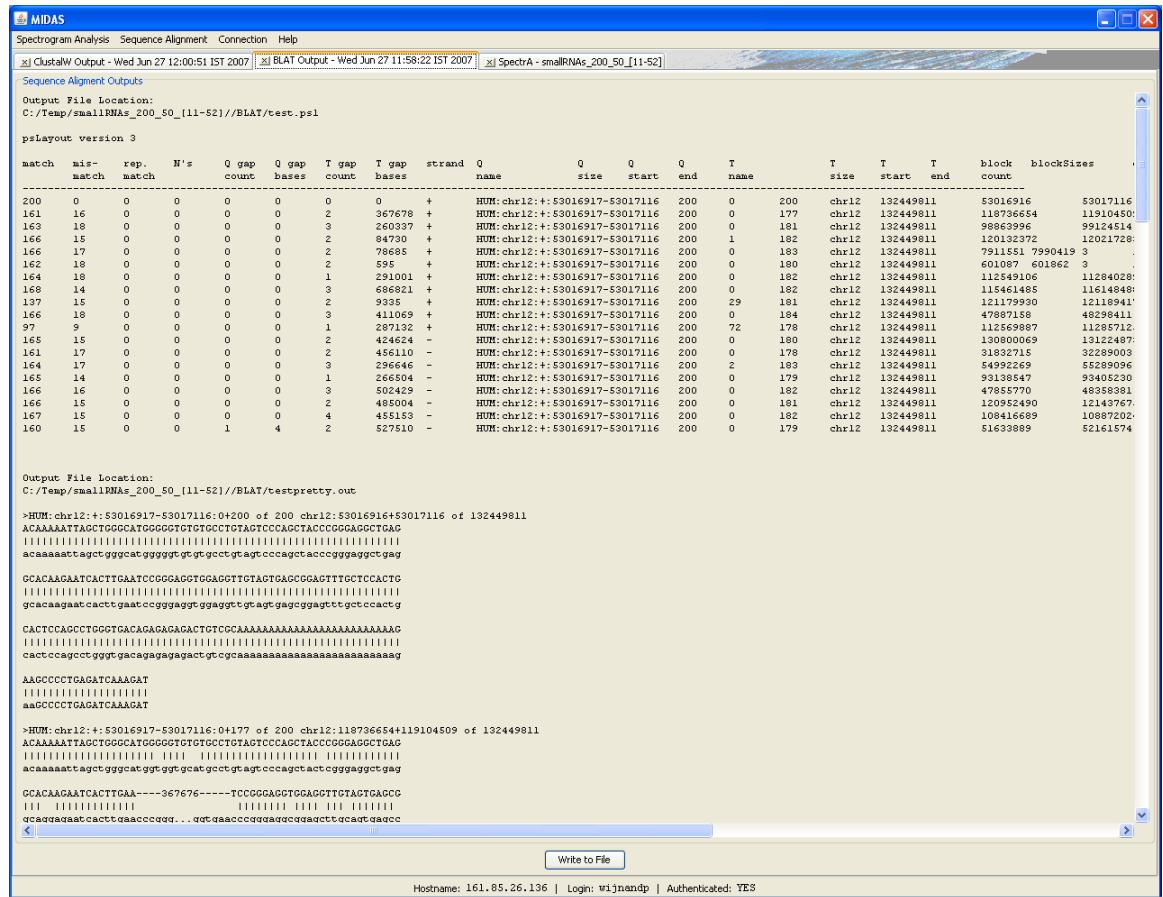 MIDAS
Spectrogram Analysis Sequence Alignment Connection Help
ClustalW Output - Wed Jun 27 12:00:51 IST 2007 BLAT Output - Wed Jun 27 11:58:22 IST 2007 SpectrA - smallRNAs_200_50_[11-52]
Sequence Aligment Outputs
Output File Location:
C:/Temp/smallRNAs_200_50_[11-52]//BLAT/test.psl
psLayout version 3
match mis- rep. N's Q gap Q gap T gap T gap strand Q Q Q Q T T T T block blockSizes
match match count bases count bases name size start end name size start end count
200 0 0 0 0 0 0 0 + HUM:chr12:+:53016917-53017116 200 0 200 chr12 132449811 53016916 53017116
161 16 0 0 0 0 2 367678 + HUM:chr12:+:53016917-53017116 200 0 177 chr12 132449811 118736654 11910450
163 18 0 0 0 0 3 260337 + HUM:chr12:+:53016917-53017116 200 0 181 chr12 132449811 98863996 99124514
166 15 0 0 0 0 2 84730 + HUM:chr12:+:53016917-53017116 200 1 182 chr12 132449811 120132372 12021728
166 17 0 0 0 0 2 78685 + HUM:chr12:+:53016917-53017116 200 0 183 chr12 132449811 7911551 7990419 3
162 18 0 0 0 0 2 595 + HUM:chr12:+:53016917-53017116 200 0 180 chr12 132449811 601087 601862 3
164 18 0 0 0 0 1 291001 + HUM:chr12:+:53016917-53017116 200 0 182 chr12 132449811 112549106 11284028
168 14 0 0 0 0 3 686821 + HUM:chr12:+:53016917-53017116 200 0 182 chr12 132449811 115461485 11614848
137 15 0 0 0 0 2 9335 + HUM:chr12:+:53016917-53017116 200 29 181 chr12 132449811 121179930 12118941
166 18 0 0 0 0 3 411069 + HUM:chr12:+:53016917-53017116 200 0 184 chr12 132449811 47887158 48298411
97 9 0 0 0 0 1 287132 + HUM:chr12:+:53016917-53017116 200 72 178 chr12 132449811 112569887 11285712
165 15 0 0 0 0 2 424624 - HUM:chr12:+:53016917-53017116 200 0 180 chr12 132449811 130800069 13122487
161 17 0 0 0 0 2 456110 - HUM:chr12:+:53016917-53017116 200 0 178 chr12 132449811 31832715 32289003
164 17 0 0 0 0 3 296646 - HUM:chr12:+:53016917-53017116 200 2 183 chr12 132449811 54992269 55289096
165 14 0 0 0 0 1 266504 - HUM:chr12:+:53016917-53017116 200 0 179 chr12 132449811 93138547 93405230
166 16 0 0 0 0 3 502429 - HUM:chr12:+:53016917-53017116 200 0 182 chr12 132449811 47855770 48358381
166 15 0 0 0 0 2 485004 - HUM:chr12:+:53016917-53017116 200 0 181 chr12 132449811 120952490 12143767
167 15 0 0 0 0 4 455153 - HUM:chr12:+:53016917-53017116 200 0 182 chr12 132449811 108416689 10887202
160 15 0 0 1 4 2 527510 - HUM:chr12:+:53016917-53017116 200 0 179 chr12 132449811 51633889 52161574
Output File Location:
C:/Temp/smallRNAs_200_50_[11-52]//BLAT/testpretty.out
>HUM:chr12:+:53016917-53017116:0+200 of 200 chr12:53016916+53017116 of 132449811
ACAAAAATTAGCTGGGCATGGGGGTGTGTGCCTGTAGTCCCAGCTACCCGGGAGGCTGAG
acaaaaattagctgggcatgggggtgtgtgcctgtagtcccagctacccgggaggctgag
GCACAAGAATCACTTGAATCCGGGAGGTGGAGGTTGTAGTGAGCGGAGTTTGCTCCACTG
gcacaagaatcacttgaatccgggaggtggaggttgtagtgagcggagtttgctccactg
CACTCCAGCCTGGGTGACAGAGAGAGACTGTCGCAAAAAAAAAAAAAAAAAAAAAAAAAG
cactccagcctgggtgacagagagagactgtcgcaaaaaaaaaaaaaaaaaaaaaaaaag
AAGCCCCTGAGATCAAAGAT
aaGCCCCTGAGATCAAAGAT
>HUM:chr12:+:53016917-53017116:0+177 of 200 chr12:118736654+119104509 of 132449811
ACAAAAATTAGCTGGGCATGGGGGTGTGTGCCTGTAGTCCCAGCTACCCGGGAGGCTGAG
acaaaaattagctgggcatggtggtgcatgcctgtagtcccagctactcgggaggctgag
GCACAAGAATCACTTGAA----367676-----TCCGGGAGGTGGAGGTTGTAGTGAGCG
gcaggagaatcacttgaacccggg...ggtgaacccgggaggcggagcttgcagtgagcc
Write to File
Hostname: 161.85.26.136 | Login: wijnandp | Authenticated: YES